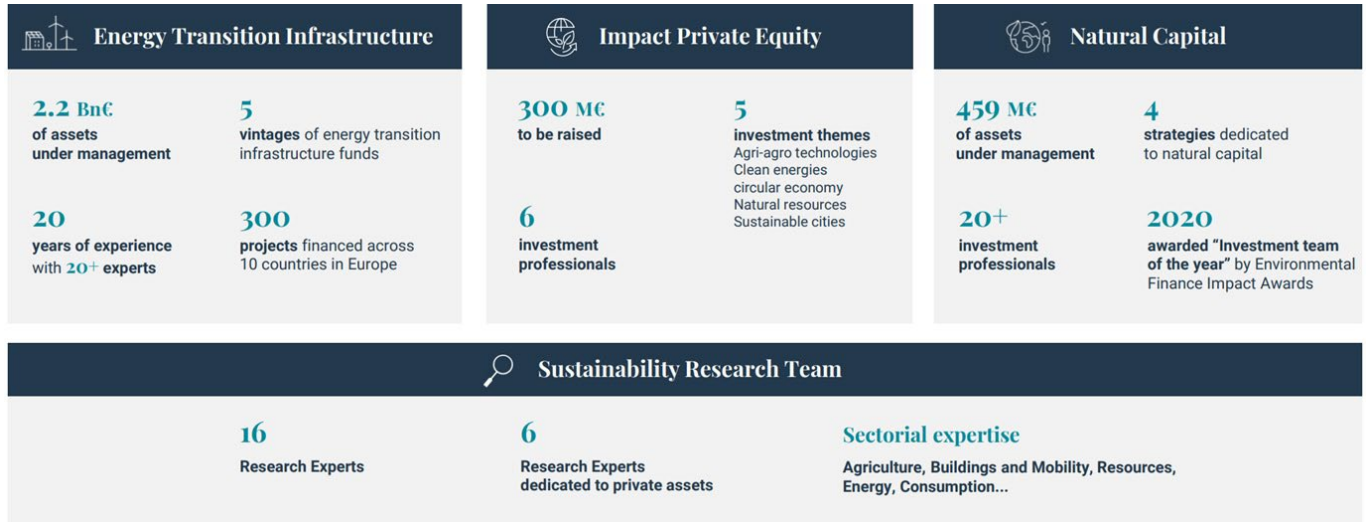 Energy Transition Infrastructure
2.2 Bn€
of assets
under management
5
vintages of energy transition
infrastructure funds
20
years of experience
with 20+ experts
300
projects financed across
10 countries in Europe
Impact Private Equity
300 M€
to be raised
5
investment themes
Agri-agro technologies
Clean energies
circular economy
Natural resources
Sustainable cities
6
investment
professionals
Natural Capital
459 M€
of assets
under management
4
strategies dedicated
to natural capital
20+
investment
professionals
2020
awarded “Investment team
of the year” by Environmental
Finance Impact Awards
Sustainability Research Team
16
Research Experts
6
Research Experts
dedicated to private assets
Sectorial expertise
Agriculture, Buildings and Mobility, Resources,
Energy, Consumption...